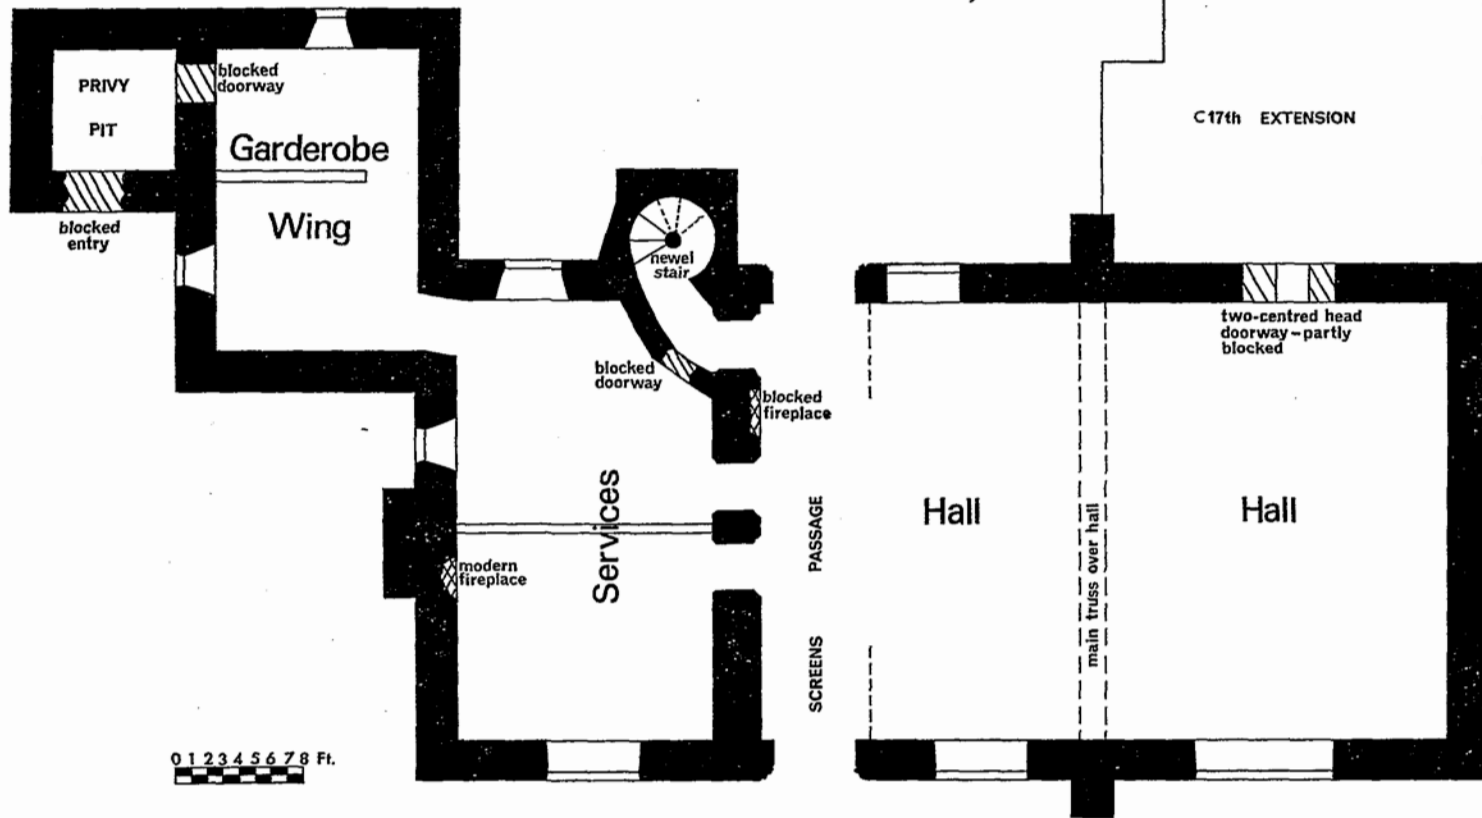 PRIVY
PIT
blocked
doorway
Garderobe
Wing
blocked
entry
newel
stair
C17th EXTENSION
two-centred head
doorway-partly
blocked
blocked
doorway
blocked
fireplace
Services
modern
fireplace
SCREENS PASSAGE
Hall
main truss over hall
Hall
0 1 2 3 4 5 6 7 8 Ft.